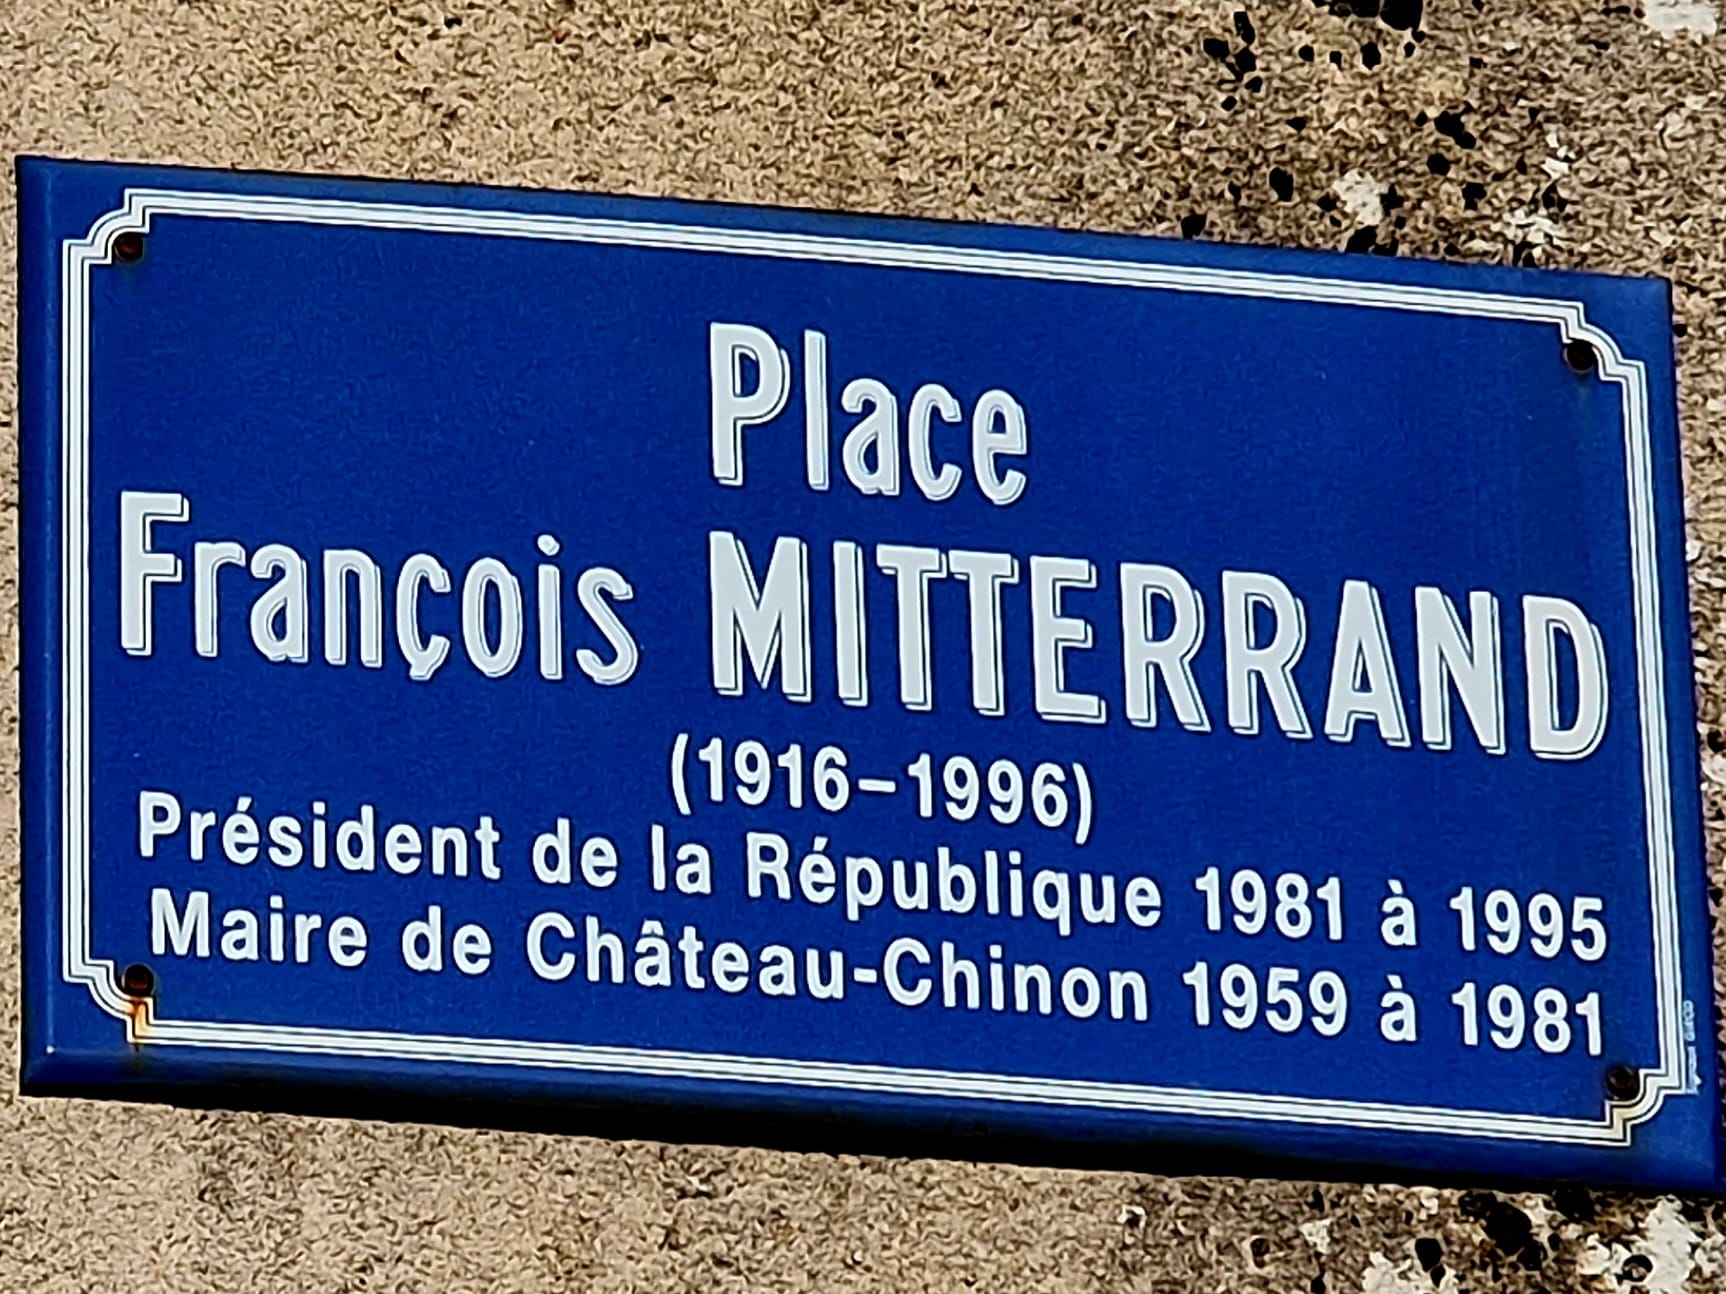 Place
François MITTERRAND
(1916-1996)
Président de la République 1981 à 1995
Maire de Château-Chinon 1959 à 1981